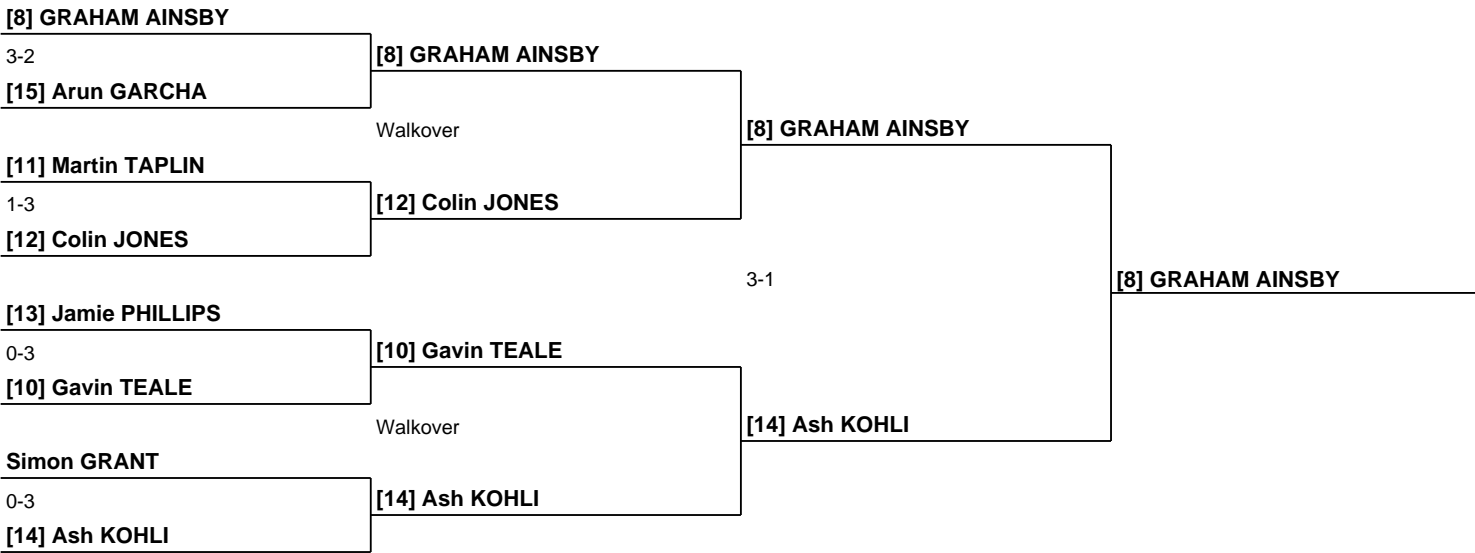 [8] GRAHAM AINSBY
3-2
[8] GRAHAM AINSBY
[15] Arun GARCHA
Walkover
[8] GRAHAM AINSBY
[11] Martin TAPLIN
1-3
[12] Colin JONES
[12] Colin JONES
3-1
[8] GRAHAM AINSBY
[13] Jamie PHILLIPS
0-3
[10] Gavin TEALE
[10] Gavin TEALE
Walkover
[14] Ash KOHLI
Simon GRANT
0-3
[14] Ash KOHLI
[14] Ash KOHLI